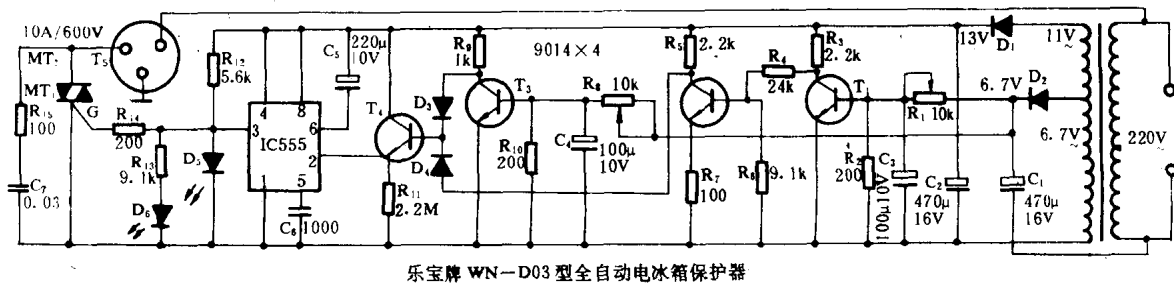 10A/600V
MT₂
T₅
MT₁
G
R₁₅
100
C₇
0.03
R₁₄
200
R₁₃
9.1k
D₆
R₁₂
5.6k
D₅
4
8
3
6
IC555
2
1
5
C₆
1000
C₅
220μ
10V
T₄
R₁₁
2.2M
D₃
D₄
R₉
1k
T₃
9014×4
R₁₀
200
R₈
10k
C₄
100μ
10V
R₅
2.2k
R₇
100
R₆
9.1k
R₄
24k
R₃
2.2k
T₁
R₂
200
C₃
100μ10V
R₁
10k
C₂
470μ
16V
C₁
470μ
16V
13V
D₁
11V
~
6.7V
D₂
6.7V
~
220V
~
乐宝牌 WN-D03 型全自动电冰箱保护器